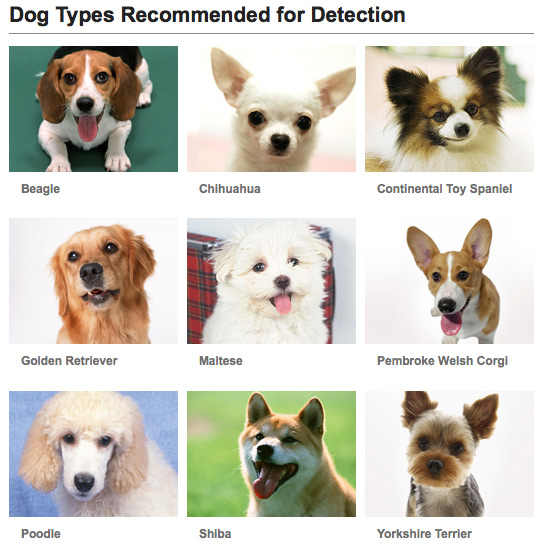 Dog Types Recommended for Detection
Beagle
Chihuahua
Continental Toy Spaniel
Golden Retriever
Maltese
Pembroke Welsh Corgi
Poodle
Shiba
Yorkshire Terrier